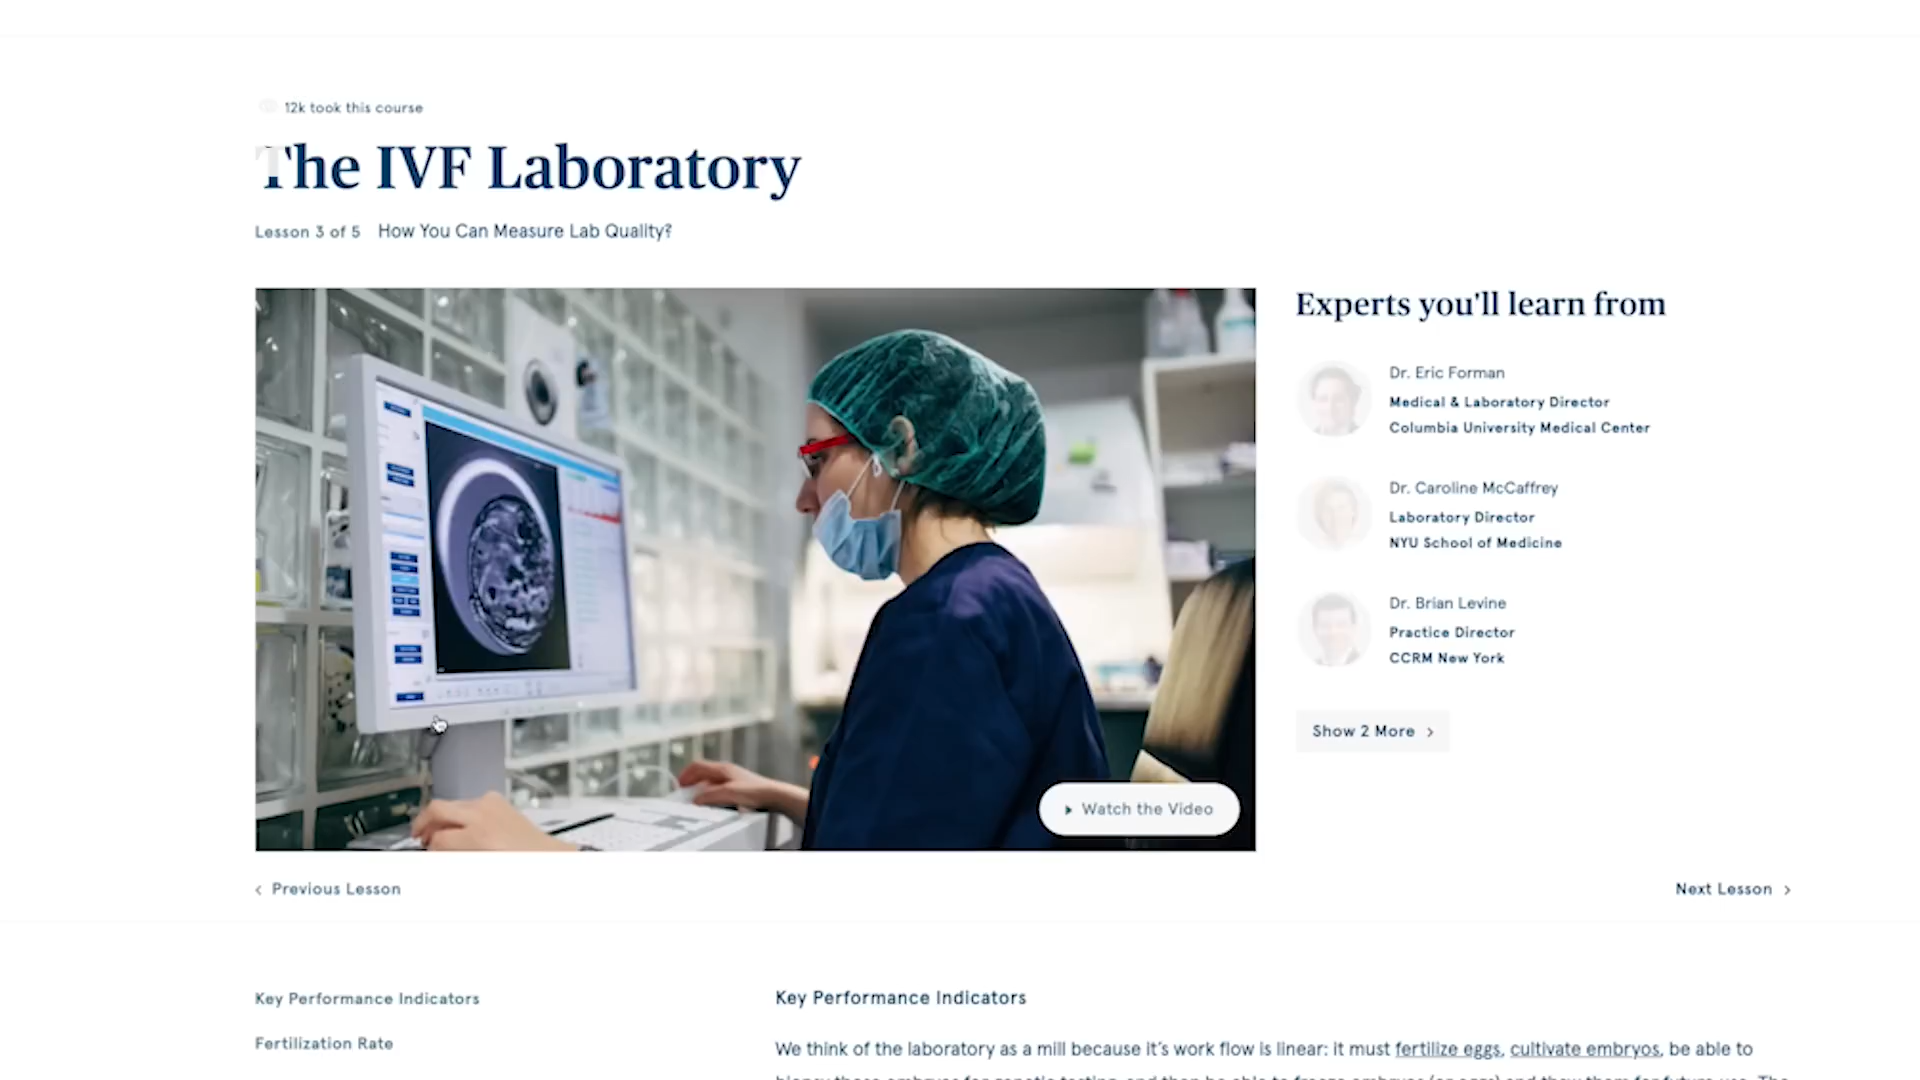 12k took this course
The IVF Laboratory
Lesson 3 of 5 How You Can Measure Lab Quality?
Experts you'll learn from
Dr. Eric Forman
Medical & Laboratory Director
Columbia University Medical Center
Dr. Caroline McCaffrey
Laboratory Director
NYU School of Medicine
Dr. Brian Levine
Practice Director
CCRM New York
Show 2 More
Watch the Video
Previous Lesson
Next Lesson
Key Performance Indicators
Fertilization Rate
Key Performance Indicators
We think of the laboratory as a mill because it's work flow is linear: it must fertilize eggs, cultivate embryos, be able to